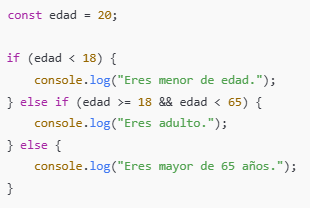 const edad = 20;

if (edad < 18) {
    console.log("Eres menor de edad.");
} else if (edad >= 18 && edad < 65) {
    console.log("Eres adulto.");
} else {
    console.log("Eres mayor de 65 años.");
}